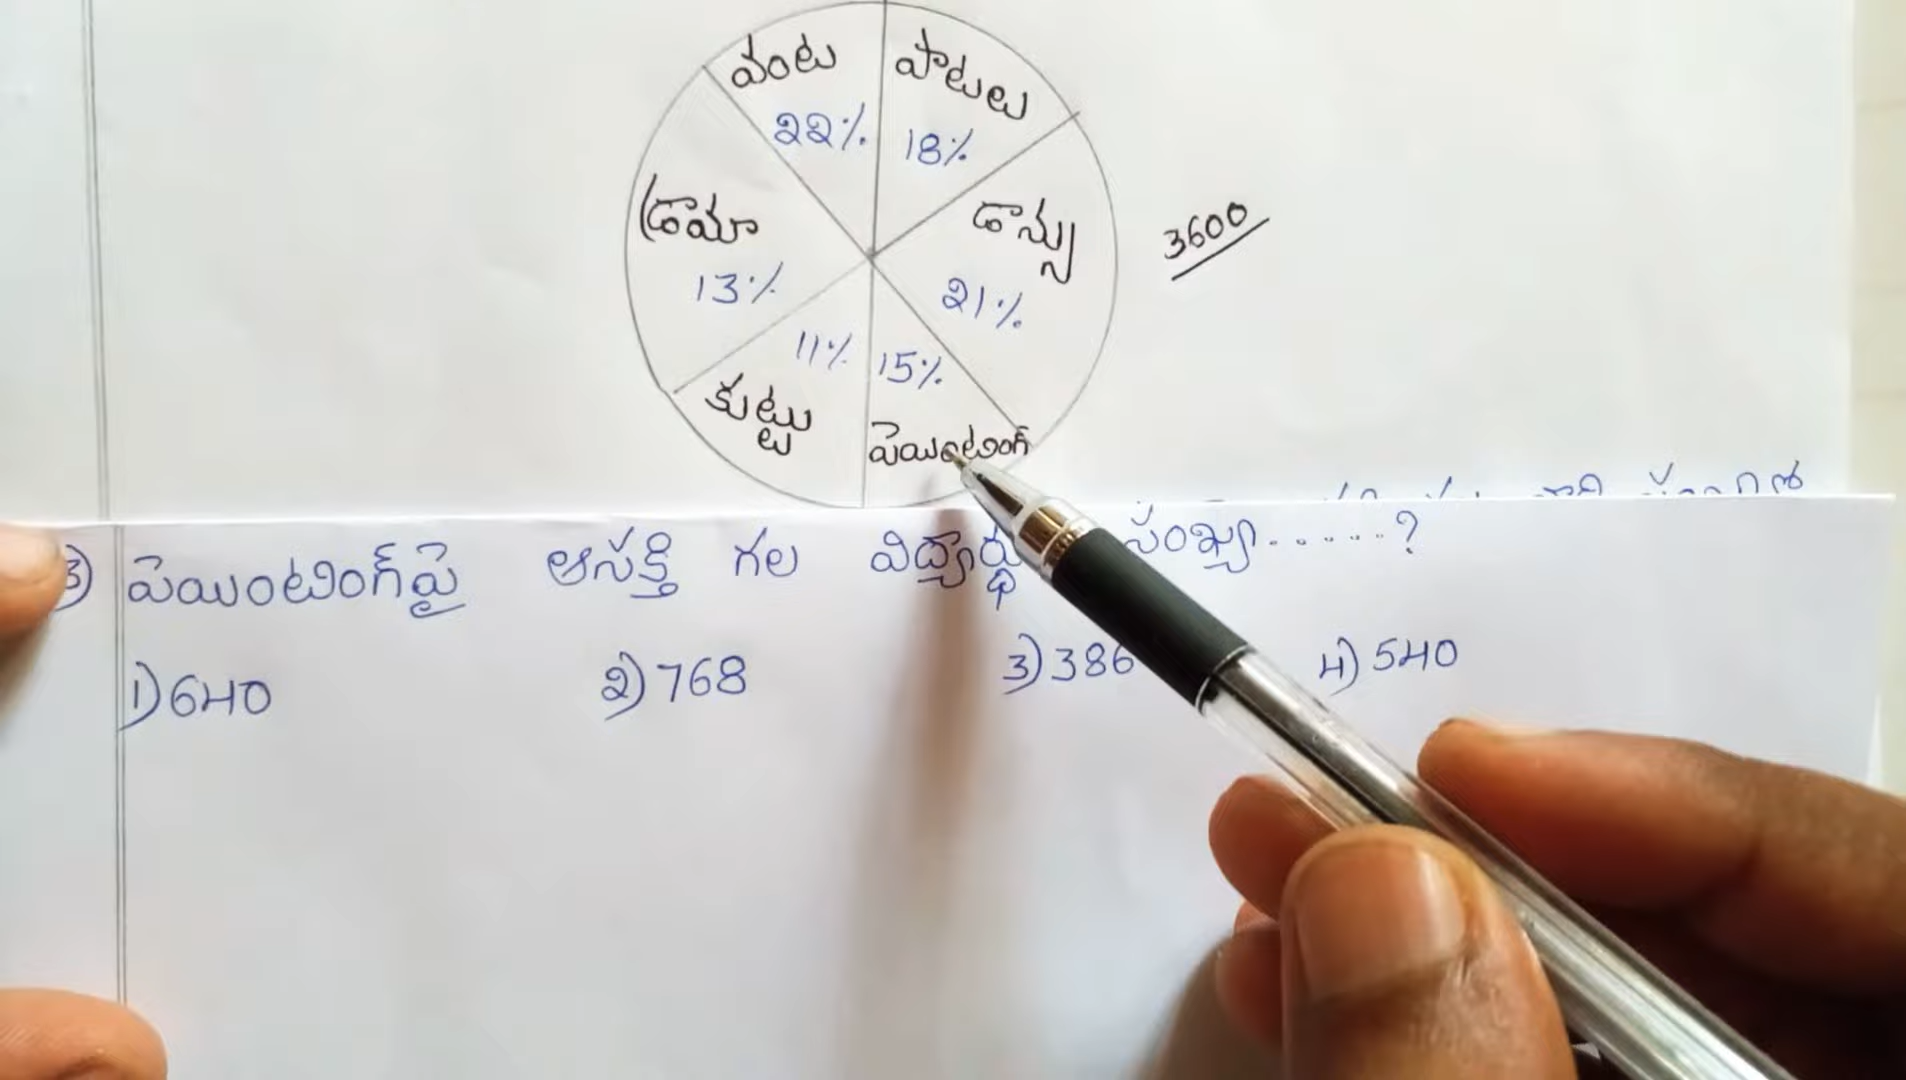 వంట పాటలు
22% 18%
డ్రామా డాన్సు
3600
13% 21%
11% 15%
కుట్లు పెయింటింగ్
3) పెయింటింగ్‌పై ఆసక్తి గల సంఖ్య......?
1) 640 2) 768 3) 386 4) 540